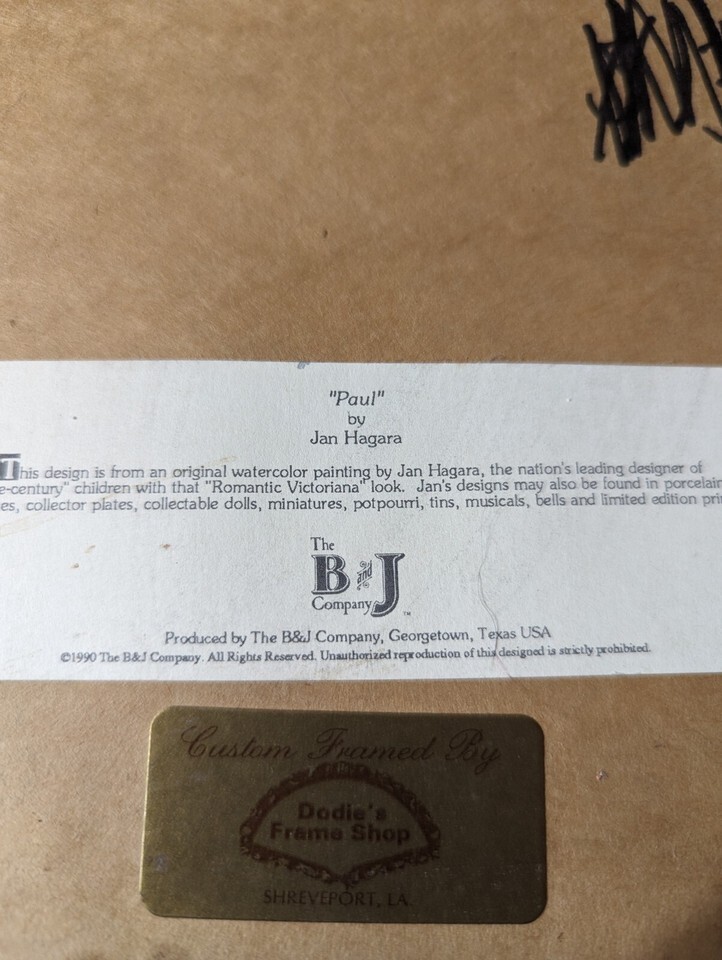 "Paul"
by
Jan Hagara
This design is from an original watercolor painting by Jan Hagara, the nation's leading designer of
e-century" children with that "Romantic Victoriana" look. Jan's designs may also be found in porcelain
es, collector plates, collectable dolls, miniatures, potpourri, tins, musicals, bells and limited edition prin
The
B and J
Company
™
Produced by The B&J Company, Georgetown, Texas USA
©1990 The B&J Company. All Rights Reserved. Unauthorized reproduction of this designed is strictly prohibited.
Custom Framed By
Dodie's
Frame Shop
SHREVEPORT, LA.